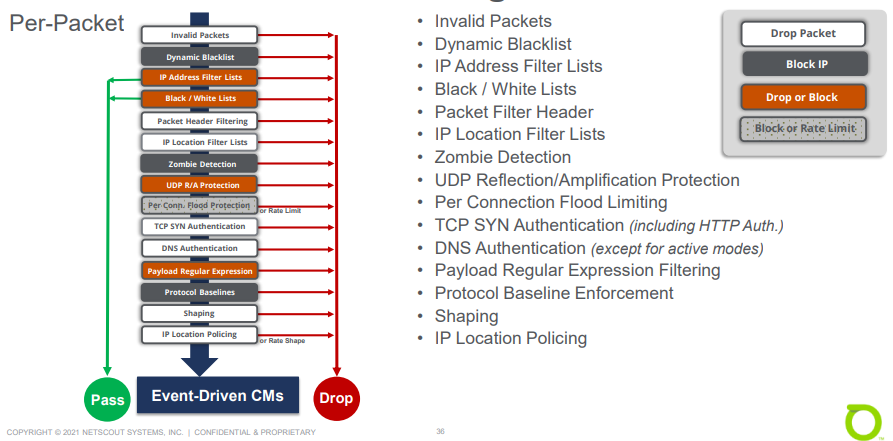 Per-Packet
Invalid Packets
Dynamic Blacklist
IP Address Filter Lists
Black / White Lists
Packet Header Filtering
IP Location Filter Lists
Zombie Detection
UDP R/A Protection
Per Conn. Flood Protection
or Rate Limit
TCP SYN Authentication
DNS Authentication
Payload Regular Expression
Protocol Baselines
Shaping
IP Location Policing
or Rate Shape
Pass
Event-Driven CMs
Drop
• Invalid Packets
• Dynamic Blacklist
• IP Address Filter Lists
• Black / White Lists
• Packet Filter Header
• IP Location Filter Lists
• Zombie Detection
• UDP Reflection/Amplification Protection
• Per Connection Flood Limiting
• TCP SYN Authentication (including HTTP Auth.)
• DNS Authentication (except for active modes)
• Payload Regular Expression Filtering
• Protocol Baseline Enforcement
• Shaping
• IP Location Policing
Drop Packet
Block IP
Drop or Block
Block or Rate Limit
COPYRIGHT © 2021 NETSCOUT SYSTEMS, INC. | CONFIDENTIAL & PROPRIETARY
36